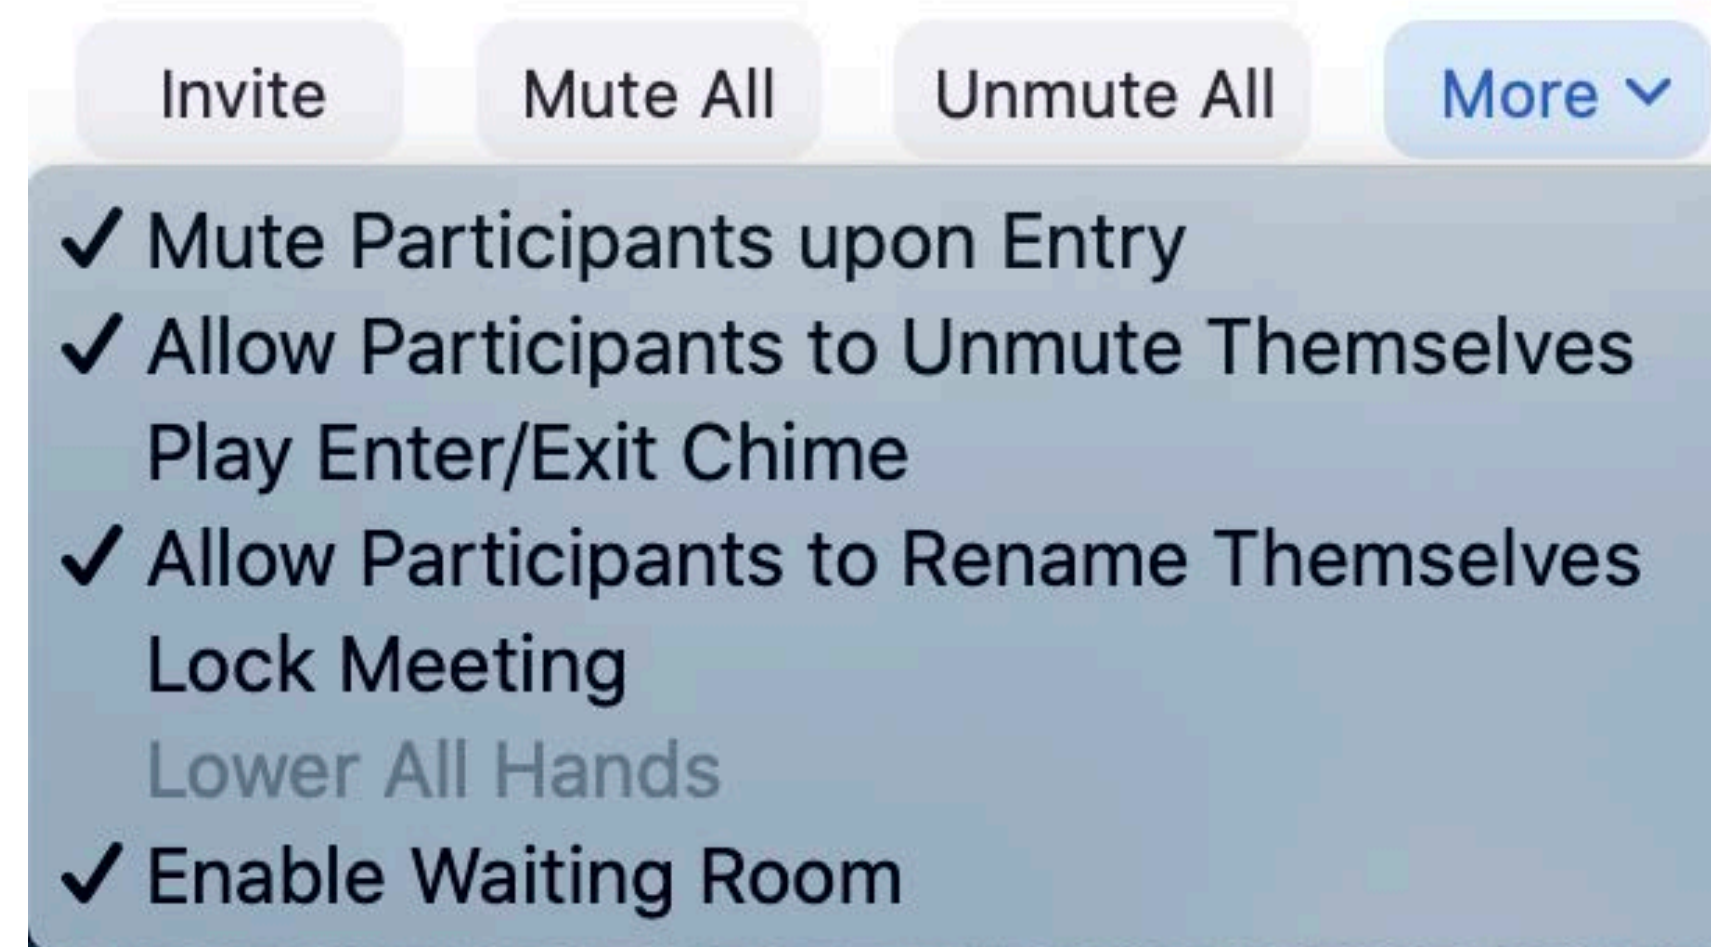 Invite Mute All Unmute All More
✓ Mute Participants upon Entry
✓ Allow Participants to Unmute Themselves
Play Enter/Exit Chime
✓ Allow Participants to Rename Themselves
Lock Meeting
Lower All Hands
✓ Enable Waiting Room